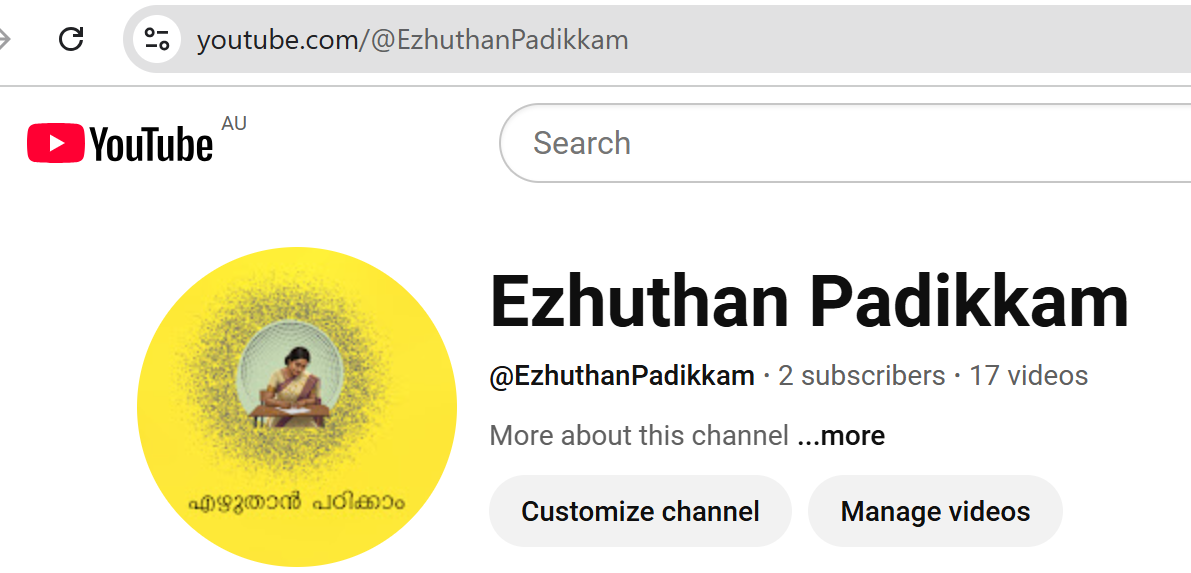 youtube.com/@EzhuthanPadikkam
YouTube AU
Search
Ezhuthan Padikkam
@EzhuthanPadikkam · 2 subscribers · 17 videos
More about this channel ...more
എഴുതാൻ പഠിക്കാം
Customize channel
Manage videos